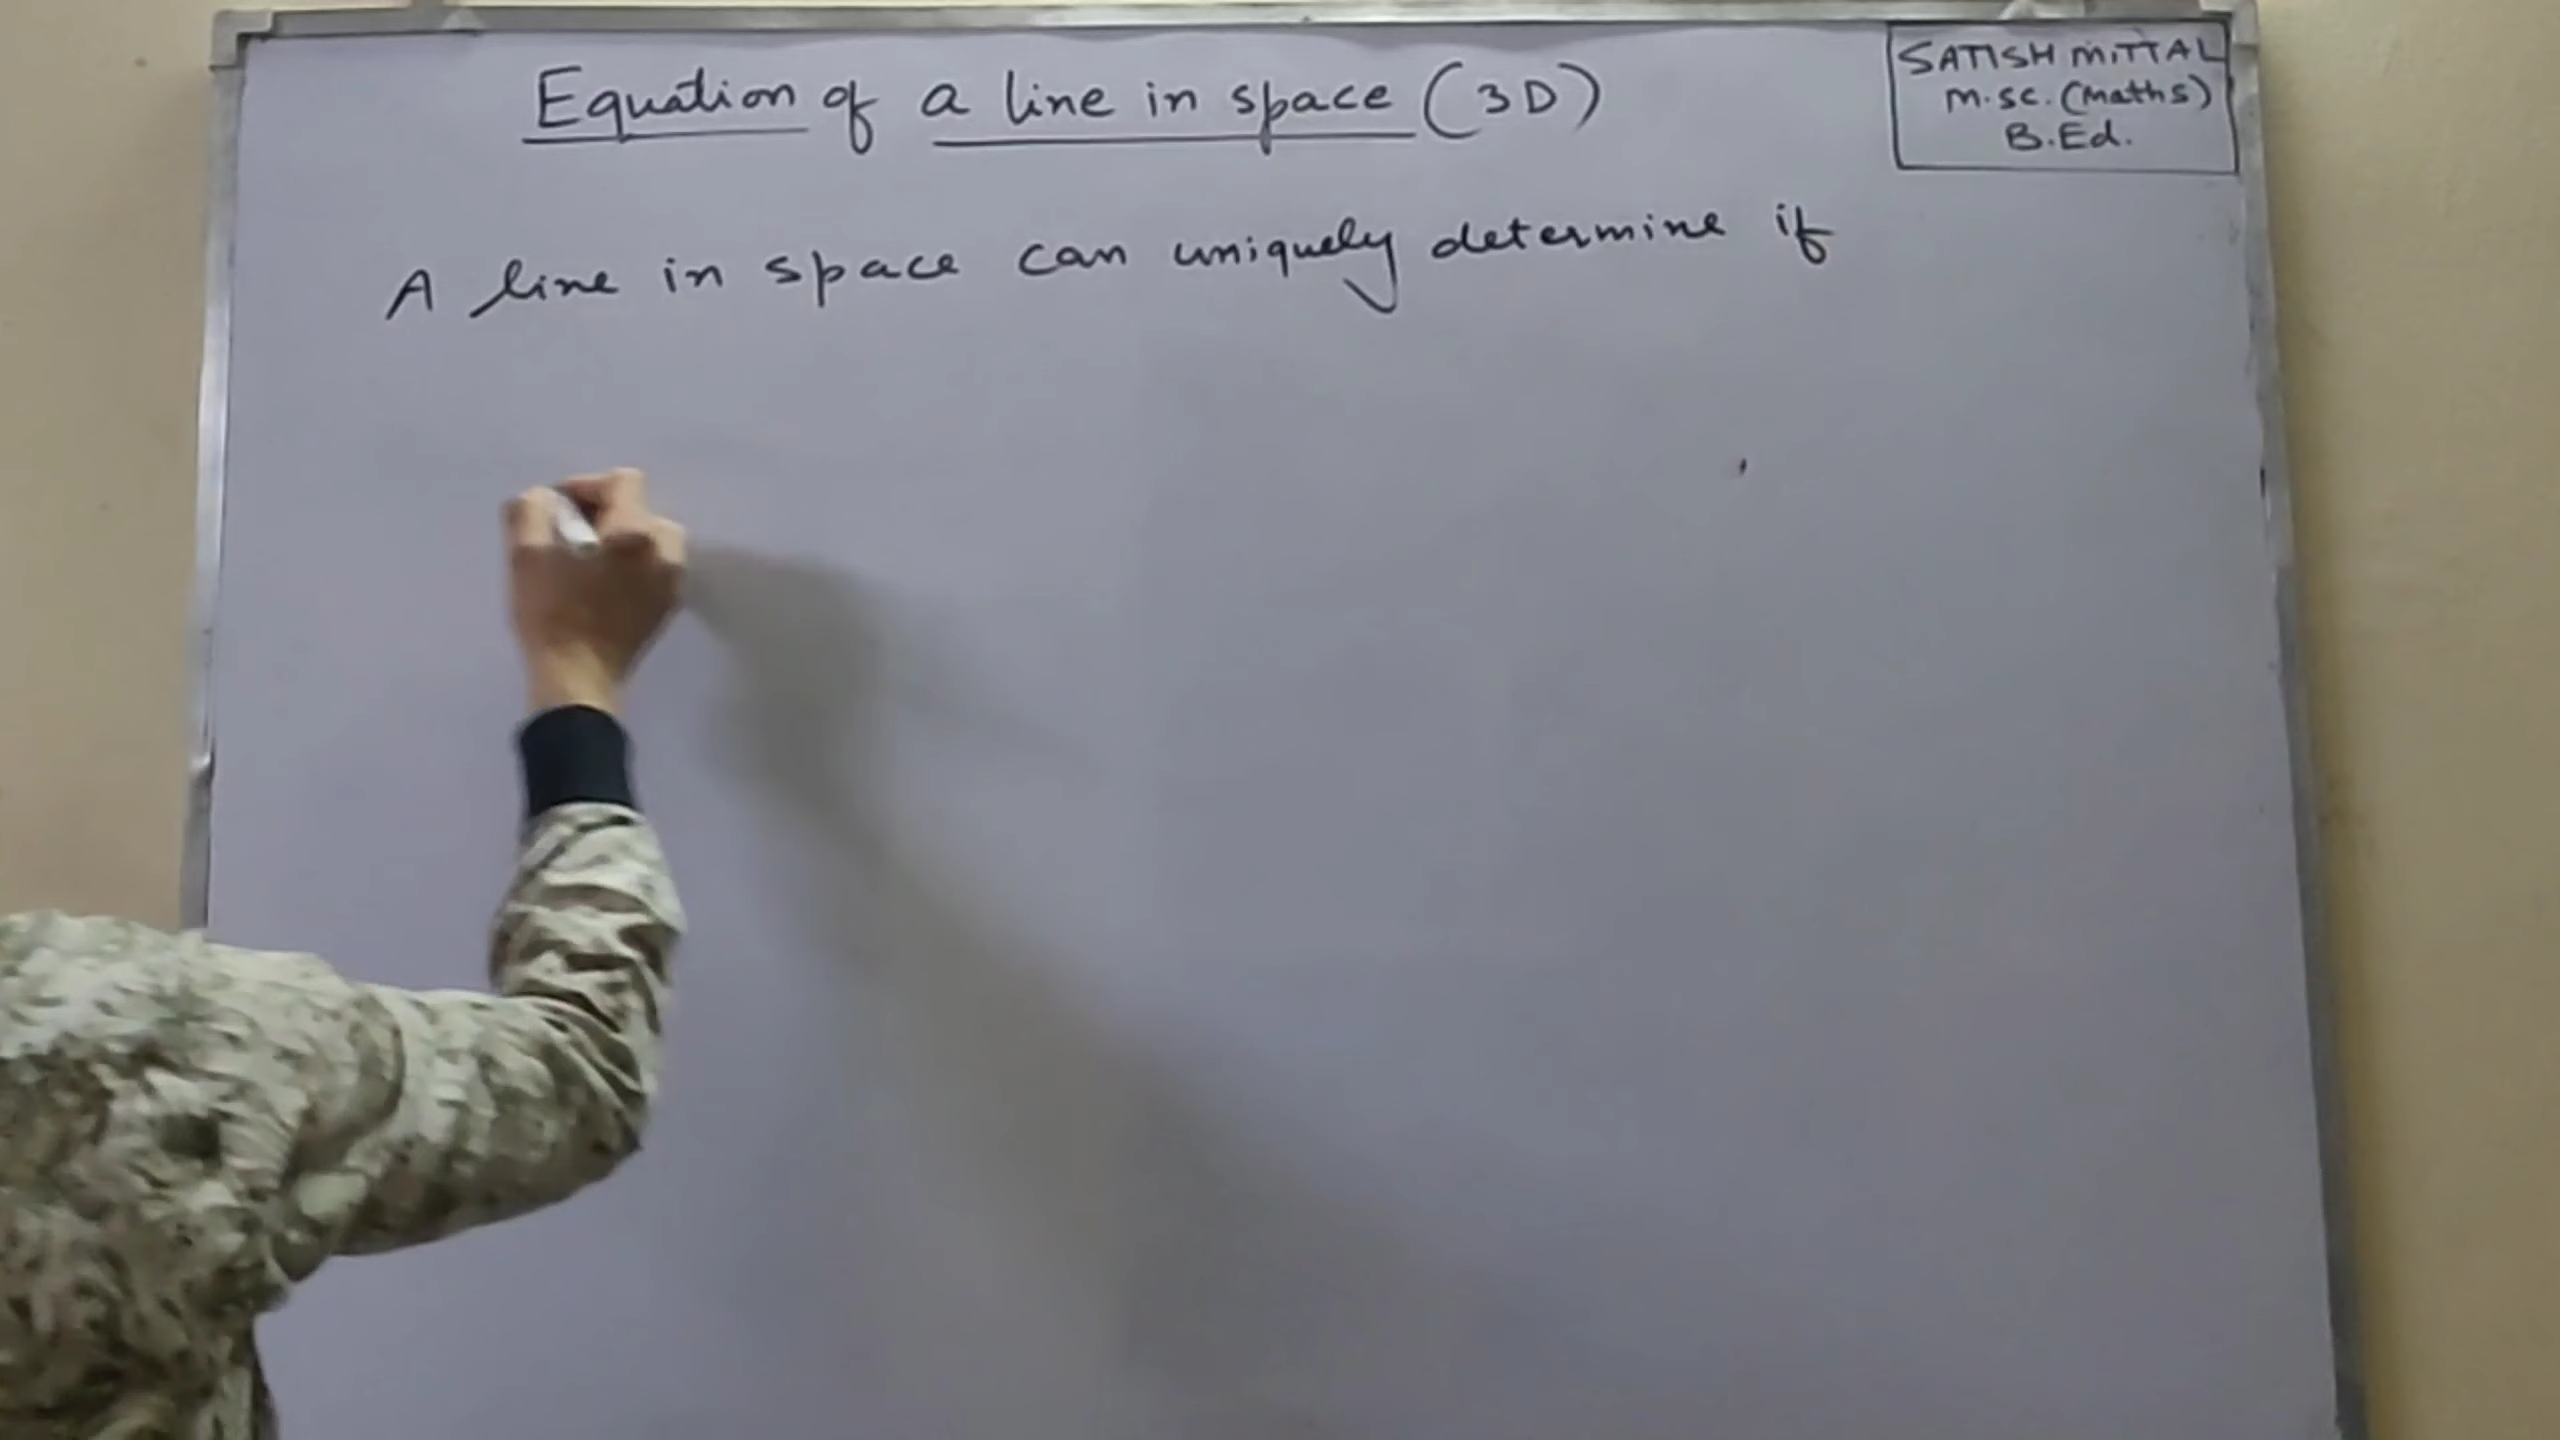 Equation of a line in space (3D)
SATISH MITTAL
M.SC. (Maths)
B.Ed.
A line in space can uniquely determine if